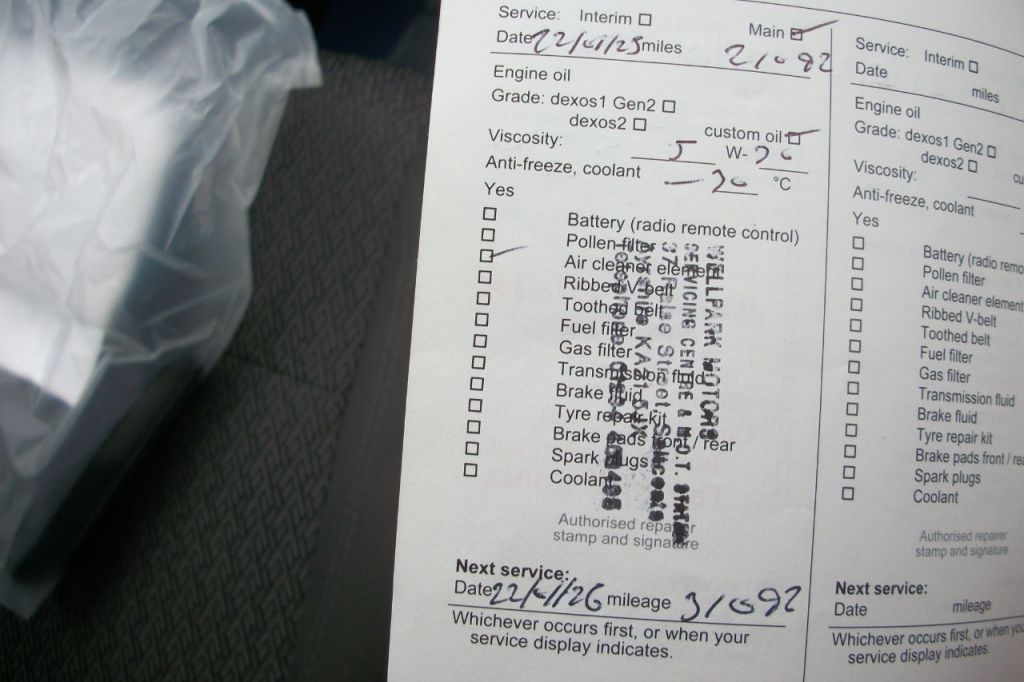 Service: Interim ☐ Main ☑
Date 22/01/25 miles 21092
Engine oil
Grade: dexos1 Gen2 ☐
dexos2 ☐ custom oil ☑
Viscosity: 5 W-30
Anti-freeze, coolant -30 °C
Yes
☐ Battery (radio remote control)
☐ Pollen filter
☑ Air cleaner element
☐ Ribbed V-belt
☐ Toothed belt
☐ Fuel filter
☐ Gas filter
☐ Transmission fluid
☐ Brake fluid
☐ Tyre repair kit
☐ Brake pads front / rear
☐ Spark plugs
☐ Coolant
WELLPARK MOTORS
SERVICING CENTRE & M.O.T. STATION
Street
Ayrshire KA21
Telephone
Authorised repairer
stamp and signature
Next service:
Date 22/01/26 mileage 31092
Whichever occurs first, or when your
service display indicates.
Service: Interim ☐
Date miles
Engine oil
Grade: dexos1 Gen2 ☐
dexos2 ☐
Viscosity:
Anti-freeze, coolant
Yes
☐ Battery (radio
☐ Pollen filter
☐ Air cleaner element
☐ Ribbed V-belt
☐ Toothed belt
☐ Fuel filter
☐ Gas filter
☐ Transmission fluid
☐ Brake fluid
☐ Tyre repair kit
☐ Brake pads front /
☐ Spark plugs
☐ Coolant
Authorised repairer
stamp and signature
Next service:
Date mileage
Whichever occurs first, or when
service display indicates.